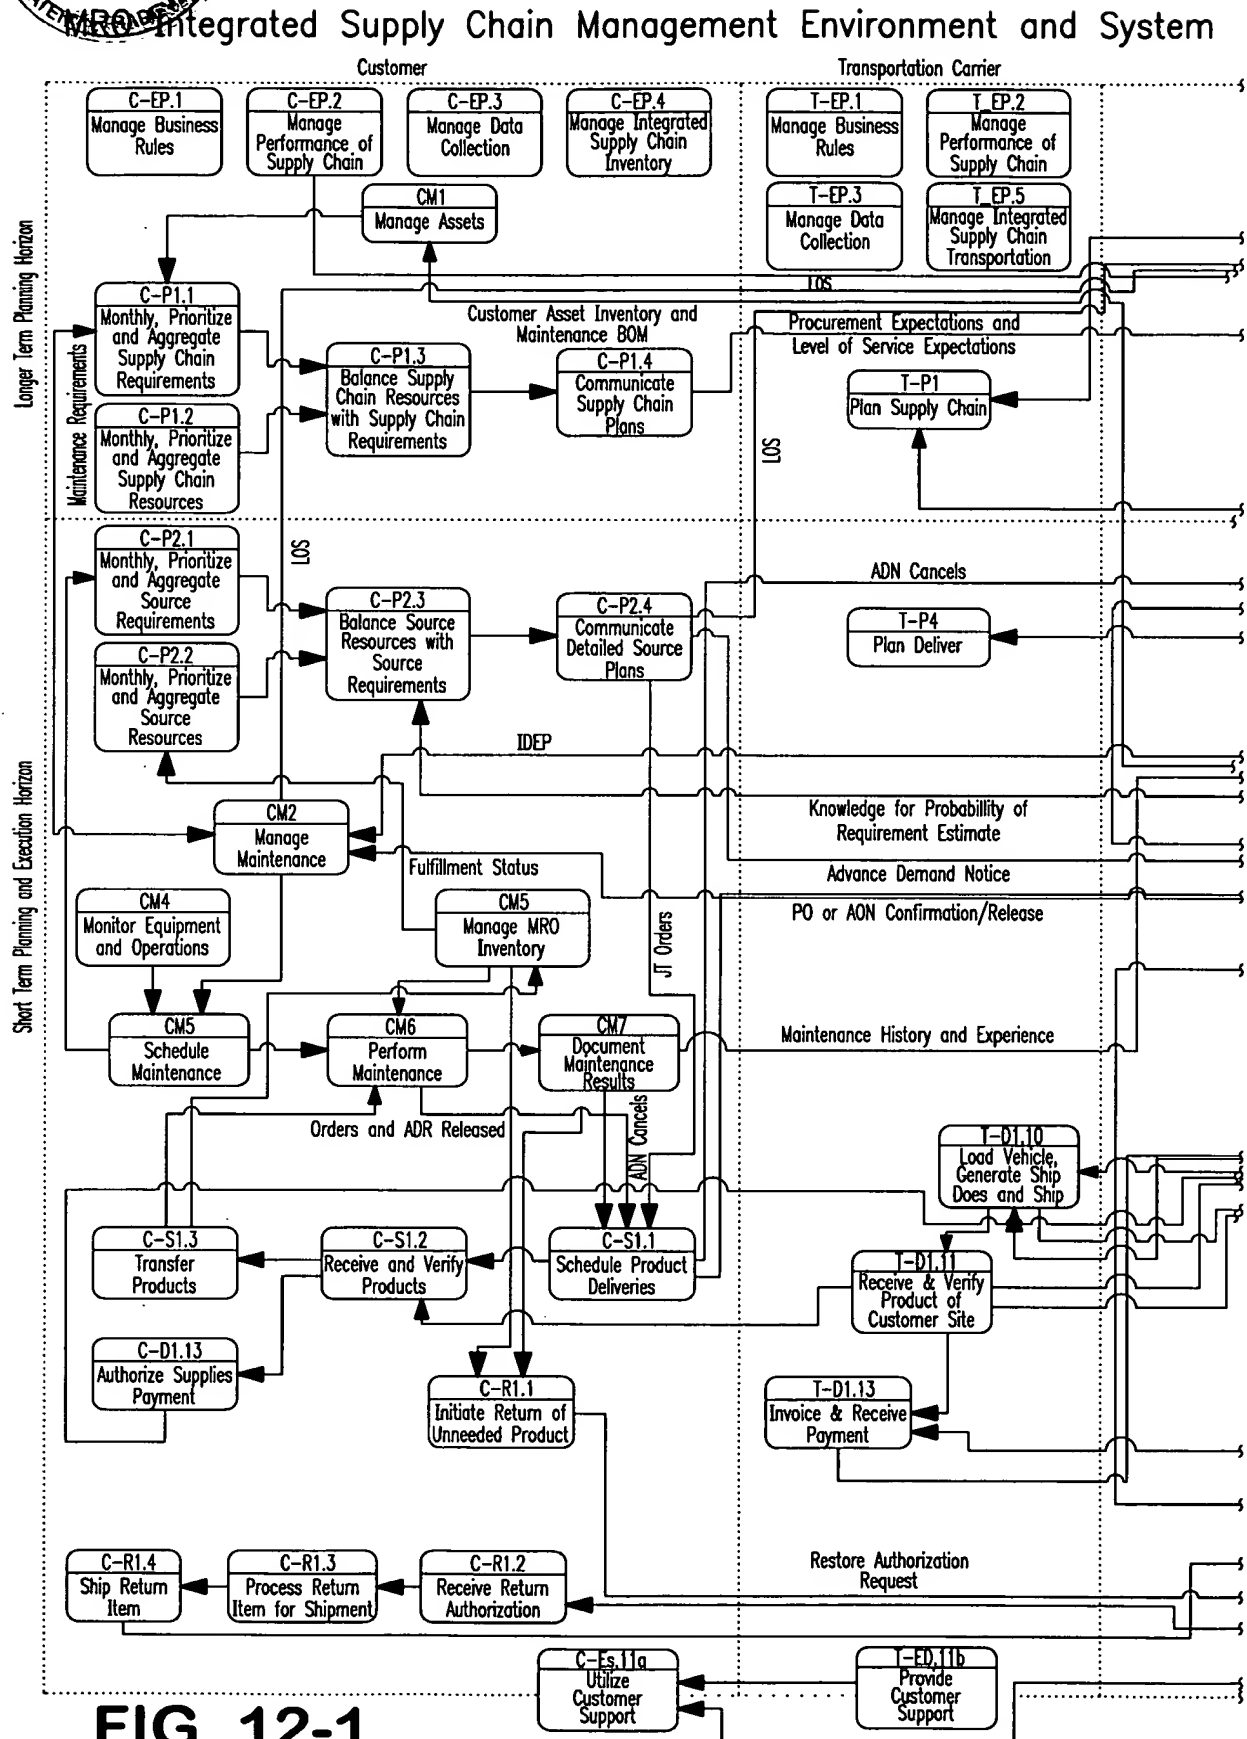 MRO Integrated Supply Chain Management Environment and System
Customer
Transportation Carrier
C-EP.1
Manage Business
Rules
C-EP.2
Manage
Performance of
Supply Chain
C-EP.3
Manage Data
Collection
C-EP.4
Manage Integrated
Supply Chain
Inventory
T-EP.1
Manage Business
Rules
T_EP.2
Manage
Performance of
Supply Chain
CM1
Manage Assets
T-EP.3
Manage Data
Collection
T_EP.5
Manage Integrated
Supply Chain
Transportation
Longer Term Planning Horizon
LOS
C-P1.1
Monthly, Prioritize
and Aggregate
Supply Chain
Requirements
Customer Asset Inventory and
Maintenance BOM
Procurement Expectations and
Level of Service Expectations
Maintenance Requirements
C-P1.3
Balance Supply
Chain Resources
with Supply Chain
Requirements
C-P1.4
Communicate
Supply Chain
Plans
T-P1
Plan Supply Chain
C-P1.2
Monthly, Prioritize
and Aggregate
Supply Chain
Resources
LOS
LOS
C-P2.1
Monthly, Prioritize
and Aggregate
Source
Requirements
ADN Cancels
C-P2.3
Balance Source
Resources with
Source
Requirements
C-P2.4
Communicate
Detailed Source
Plans
T-P4
Plan Deliver
C-P2.2
Monthly, Prioritize
and Aggregate
Source
Resources
IDEP
Short Term Planning and Execution Horizon
CM2
Manage
Maintenance
Knowledge for Probabillity of
Requirement Estimate
Fulfillment Status
Advance Demand Notice
CM4
Monitor Equipment
and Operations
CM5
Manage MRO
Inventory
JT Orders
PO or AON Confirmation/Release
CM5
Schedule
Maintenance
CM6
Perform
Maintenance
CM7
Document
Maintenance
Results
Maintenance History and Experience
Orders and ADR Released
ADN Cancels
T-D1.10
Load Vehicle,
Generate Ship
Does and Ship
C-S1.3
Transfer
Products
C-S1.2
Receive and Verify
Products
C-S1.1
Schedule Product
Deliveries
T-D1.11
Receive & Verify
Product of
Customer Site
C-D1.13
Authorize Supplies
Payment
C-R1.1
Initiate Return of
Unneeded Product
T-D1.13
Invoice & Receive
Payment
C-R1.4
Ship Return
Item
C-R1.3
Process Return
Item for Shipment
C-R1.2
Receive Return
Authorization
Restore Authorization
Request
C-Es.11a
Utilize
Customer
Support
T-ED.11b
Provide
Customer
Support
FIG. 12-1